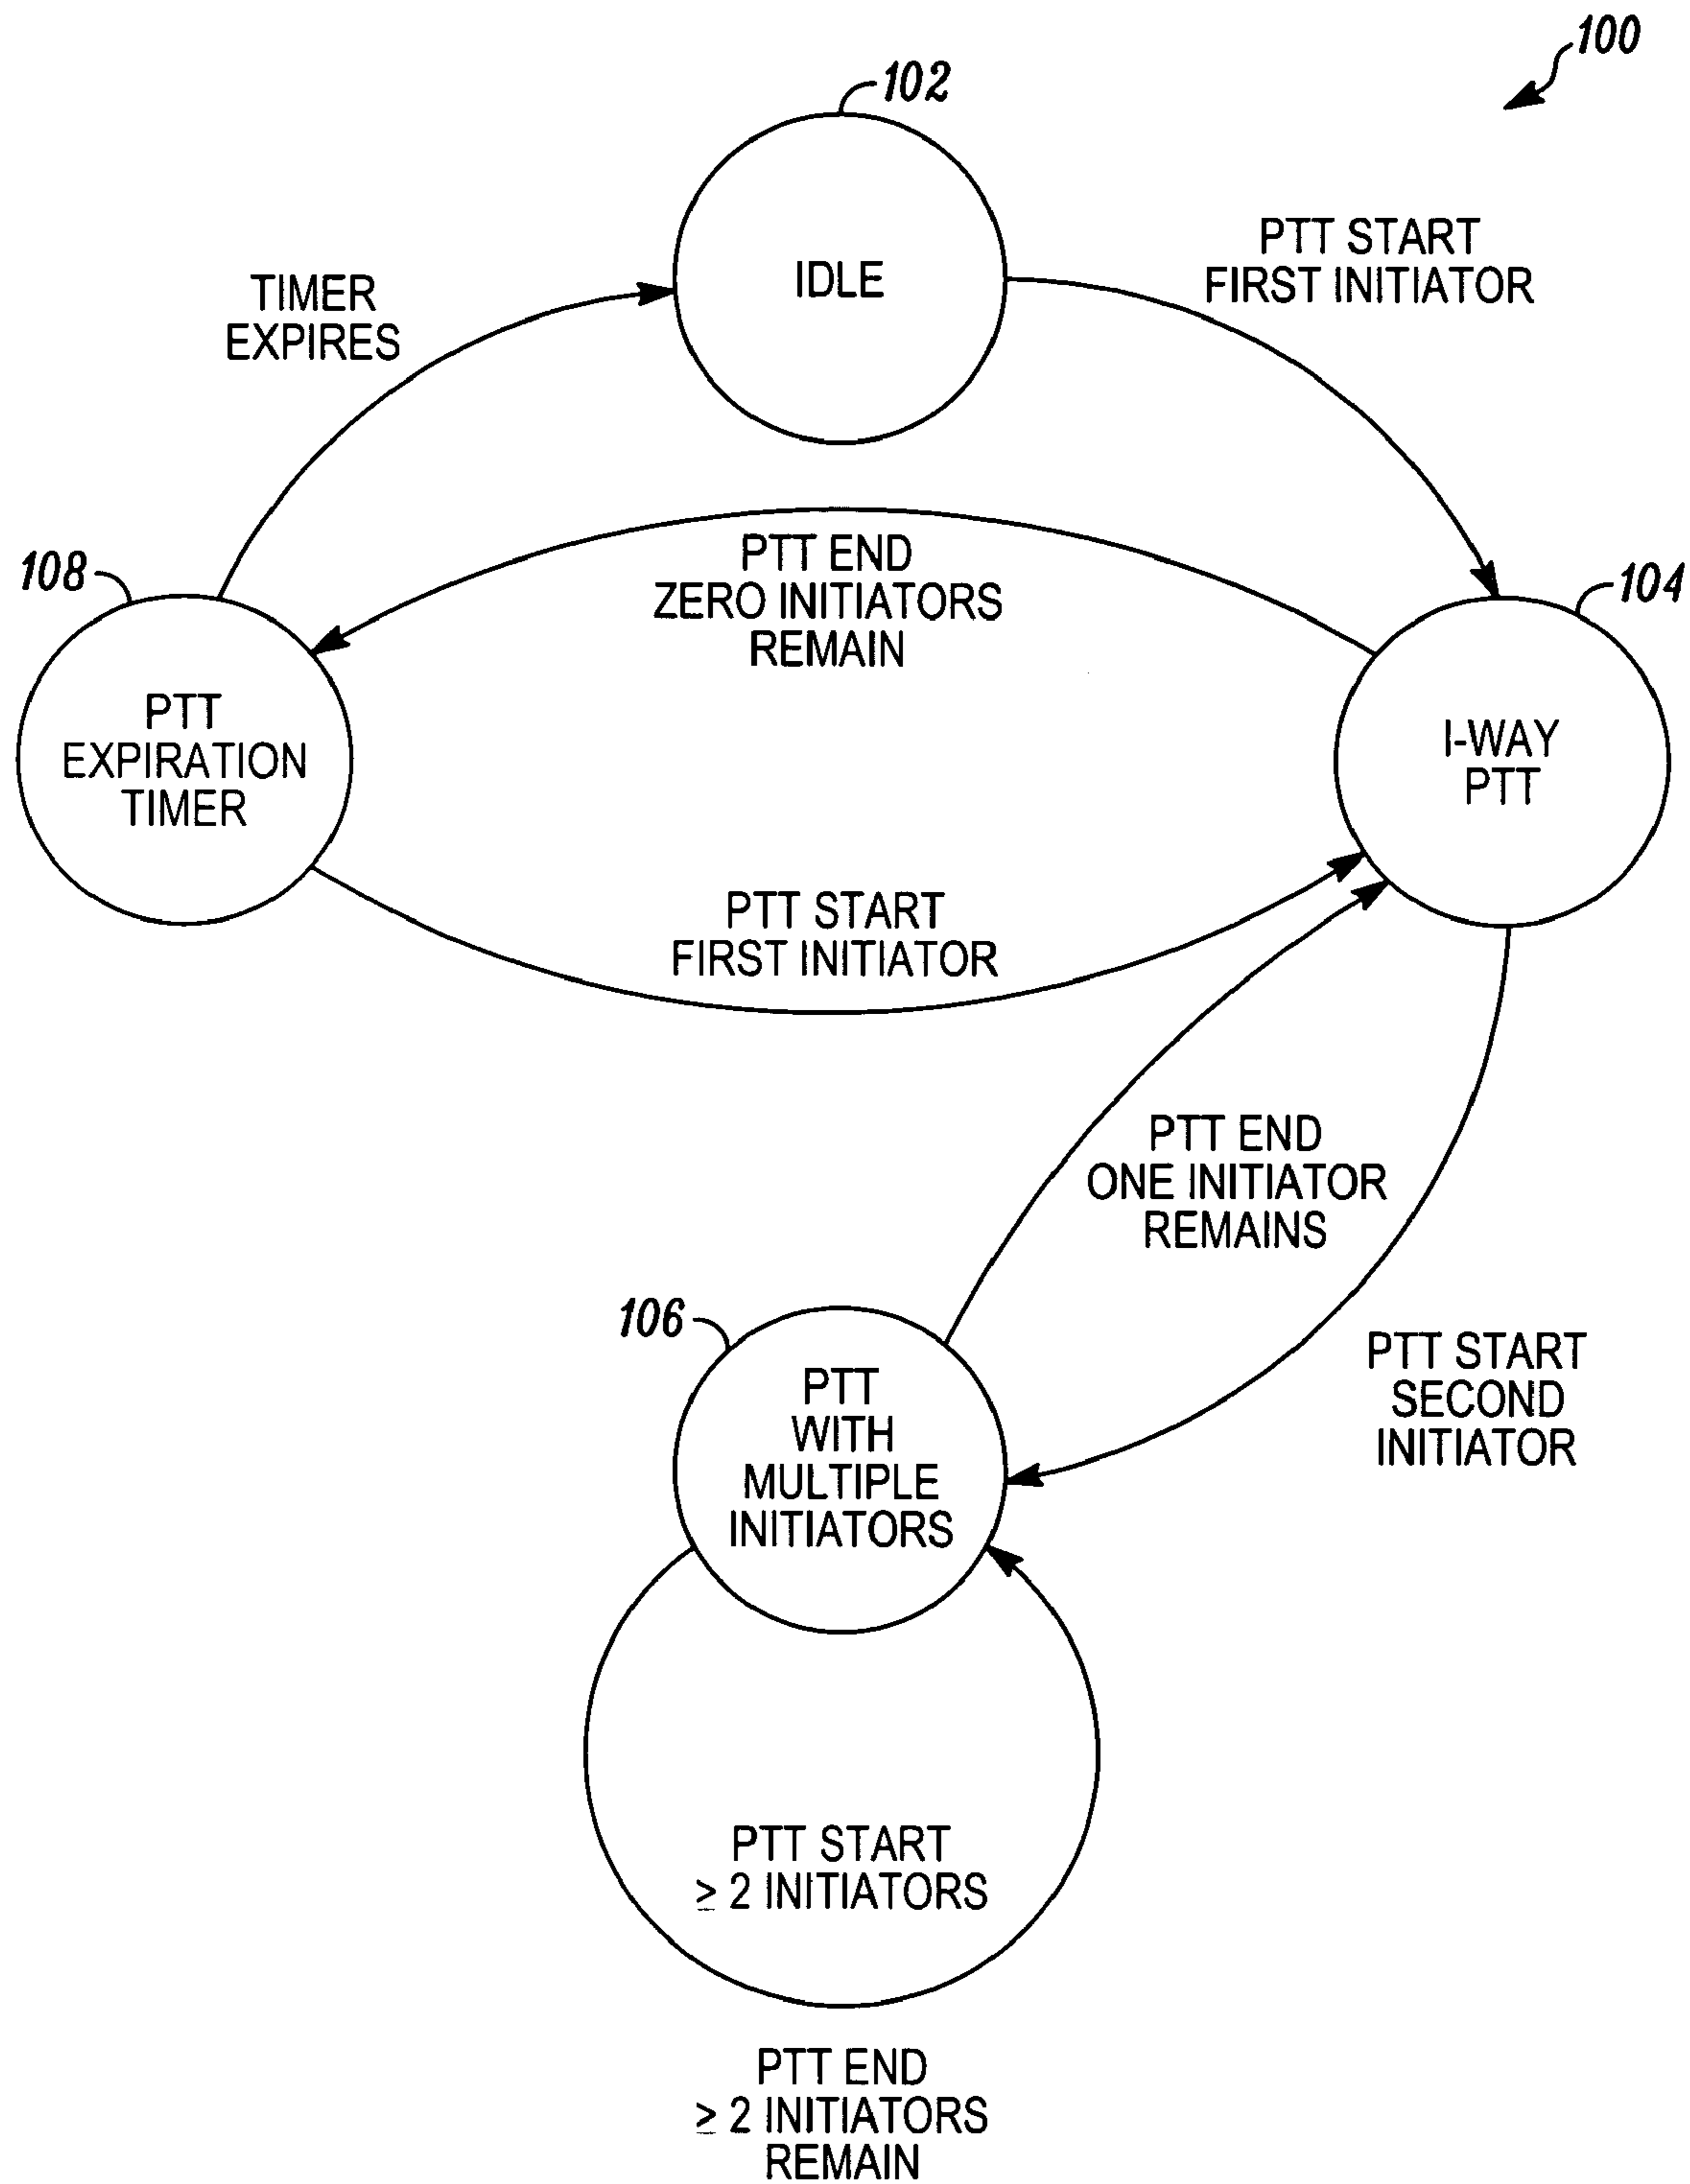 100
102
IDLE
PTT START
FIRST INITIATOR
TIMER
EXPIRES
PTT END
ZERO INITIATORS
REMAIN
108
104
PTT
EXPIRATION
TIMER
I-WAY
PTT
PTT START
FIRST INITIATOR
PTT END
ONE INITIATOR
REMAINS
106
PTT START
SECOND
INITIATOR
PTT
WITH
MULTIPLE
INITIATORS
PTT START
≥ 2 INITIATORS
PTT END
≥ 2 INITIATORS
REMAIN